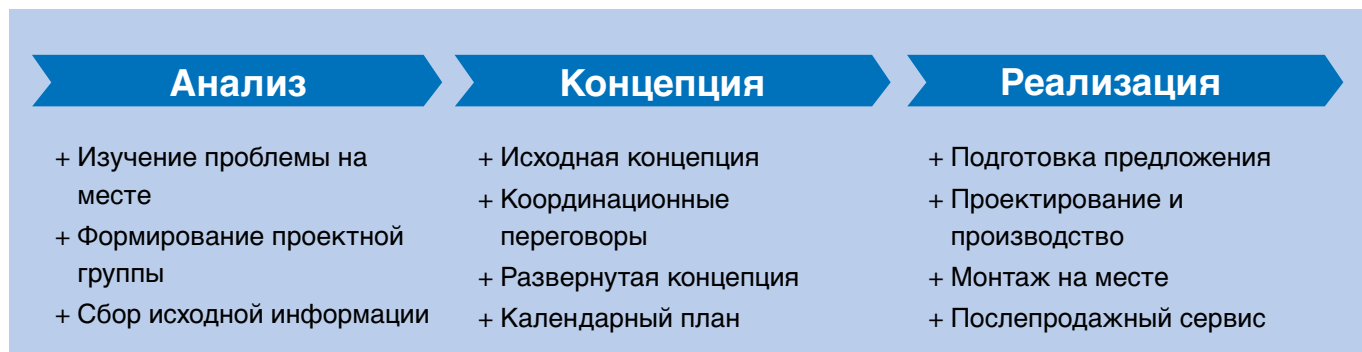 Анализ
+ Изучение проблемы на
месте
+ Формирование проектной
группы
+ Сбор исходной информации
Концепция
+ Исходная концепция
+ Координационные
переговоры
+ Развернутая концепция
+ Календарный план
Реализация
+ Подготовка предложения
+ Проектирование и
производство
+ Монтаж на месте
+ Послепродажный сервис